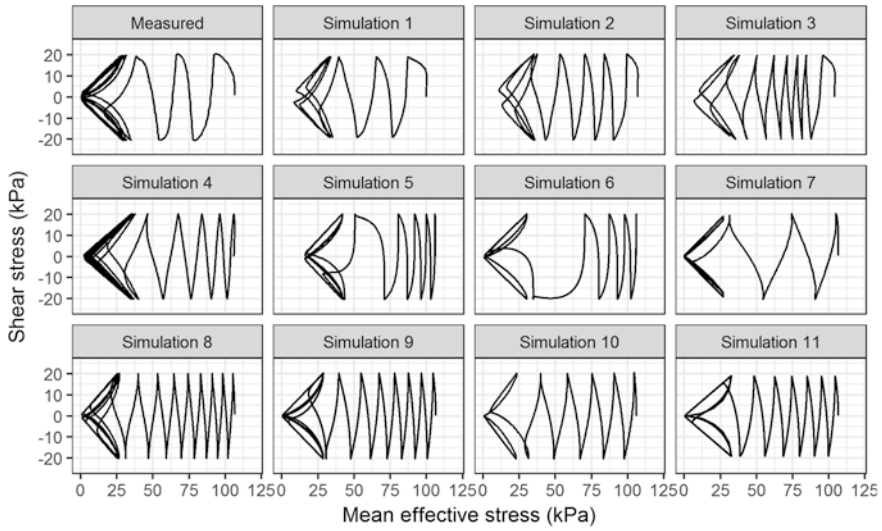 Measured Simulation 1 Simulation 2 Simulation 3
20
10
0
-10
-20
Simulation 4 Simulation 5 Simulation 6 Simulation 7
20
10
0
-10
-20
Simulation 8 Simulation 9 Simulation 10 Simulation 11
20
10
0
-10
-20
0 25 50 75 100 125 0 25 50 75 100 125 0 25 50 75 100 125 0 25 50 75 100 125
Mean effective stress (kPa)
Shear stress (kPa)